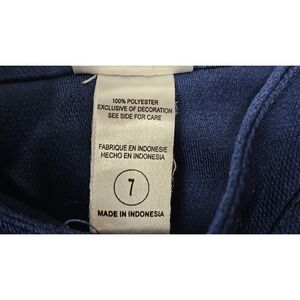 100% POLYESTER
EXCLUSIVE OF DECORATION
SEE SIDE FOR CARE
FABRIQUE EN INDONESIE
HECHO EN INDONESIA
7
MADE IN INDONESIA